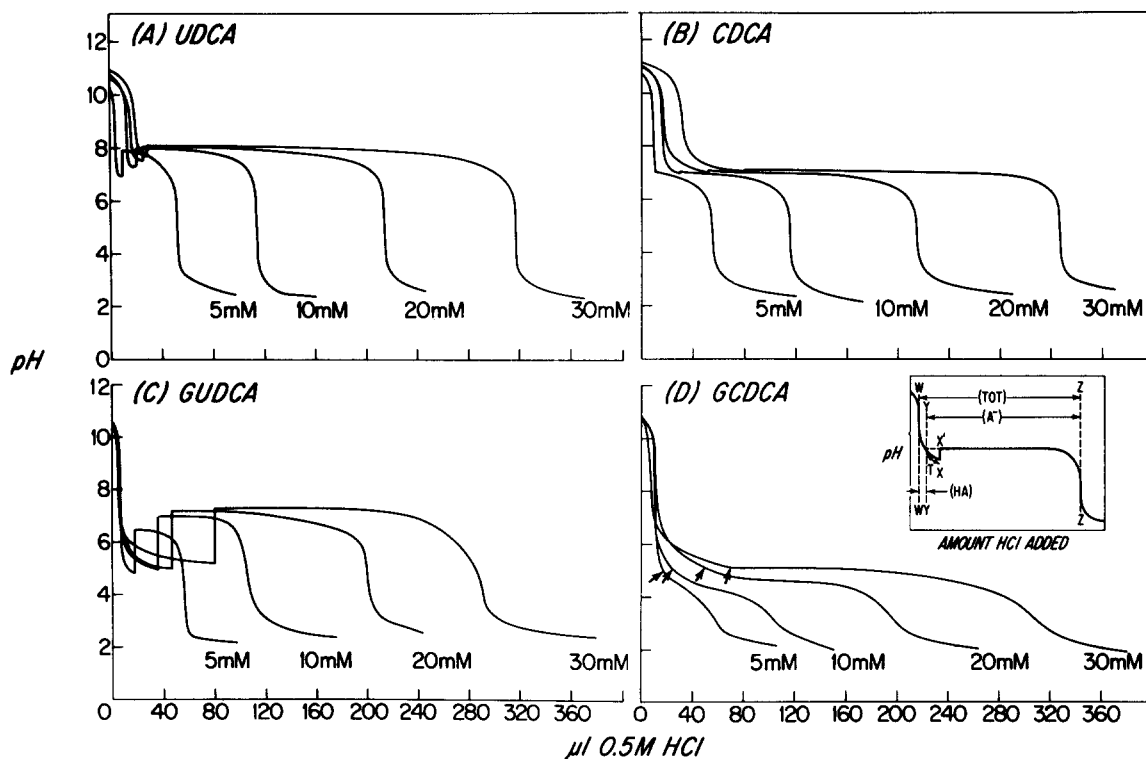 (A) UDCA
(B) CDCA
12
10
8
6
4
2
0
5mM
10mM
20mM
30mM
5mM
10mM
20mM
30mM
pH
(C) GUDCA
(D) GCDCA
12
10
8
6
4
2
0
5mM
10mM
20mM
30mM
5mM
10mM
20mM
30mM
W
Z
(TOT)
Y
(A⁻)
X'
pH
T
X
(HA)
WY
Z
AMOUNT HCl ADDED
0 40 80 120 160 200 240 280 320 360
0 40 80 120 160 200 240 280 320 360
μl 0.5M HCl